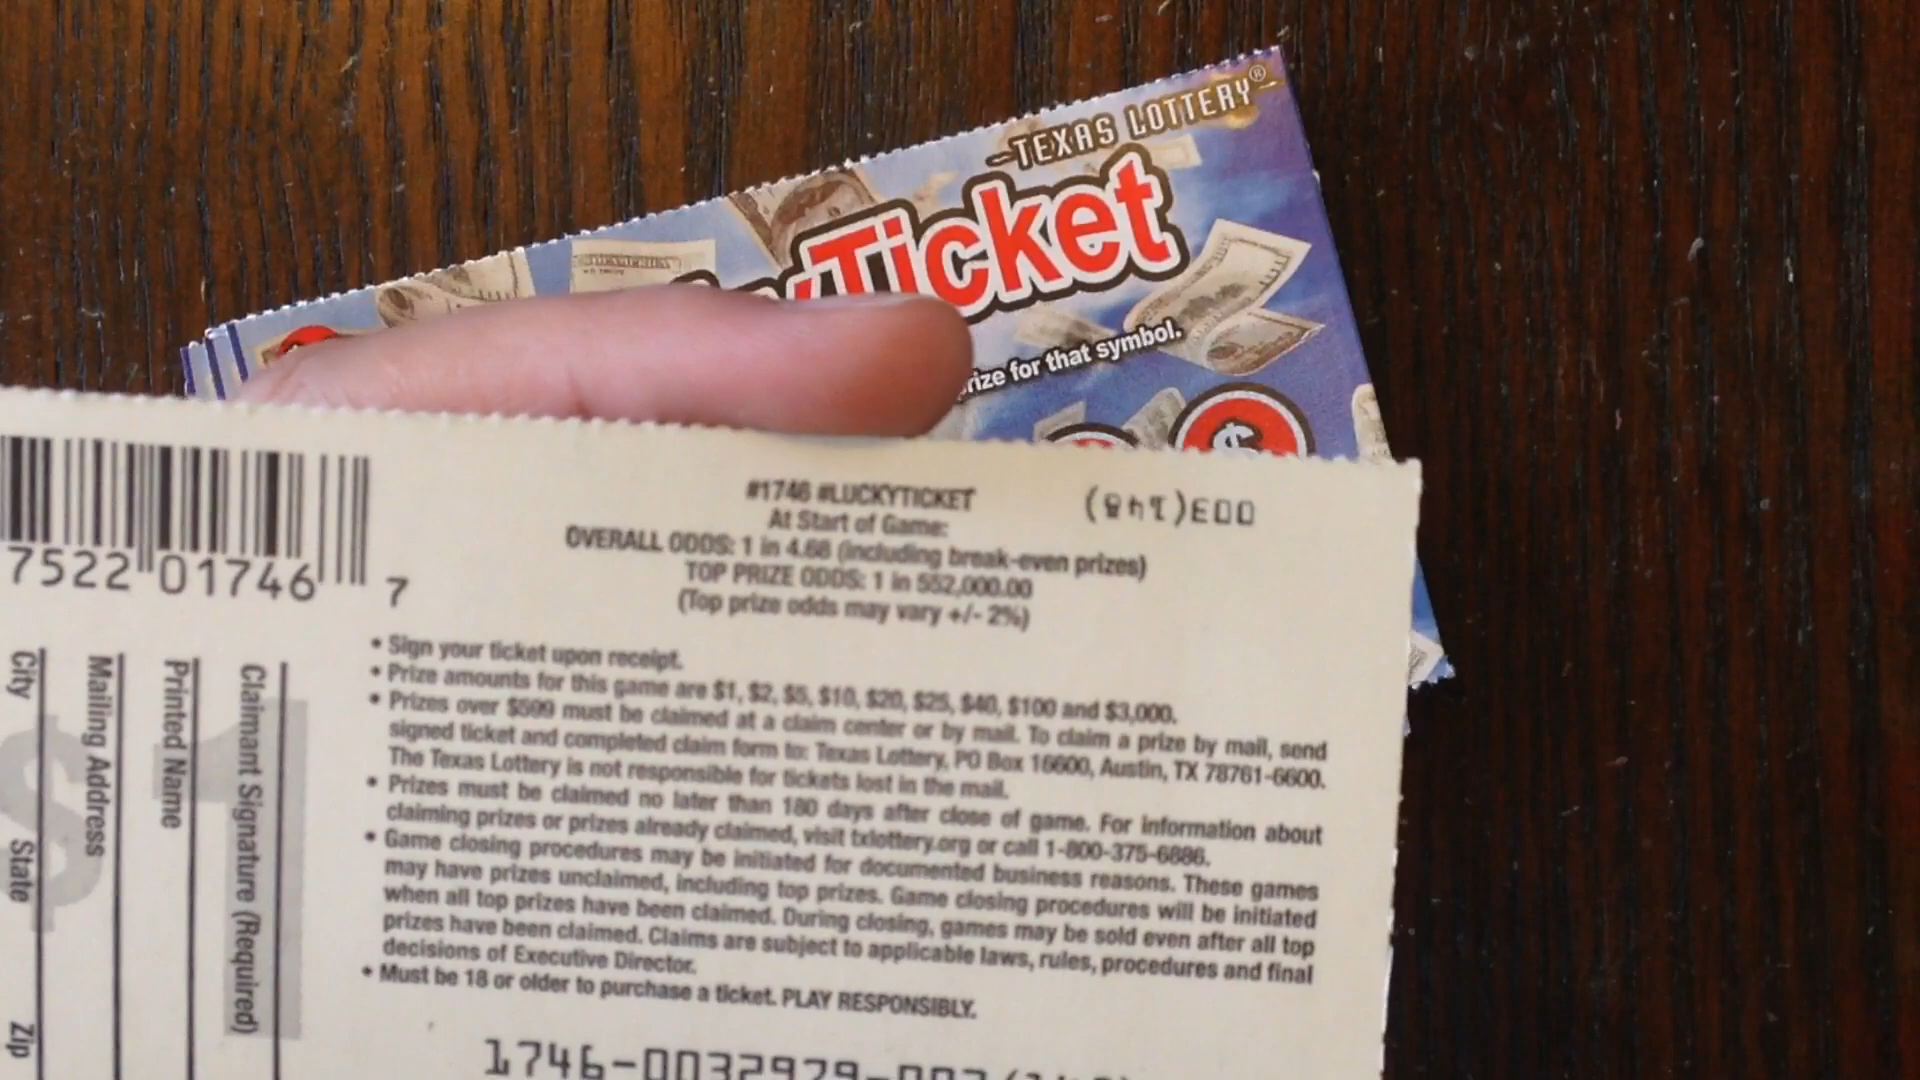 TEXAS LOTTERY®
Ticket
rize for that symbol.
$
#1746 #LUCKYTICKET
003(148)
At Start of Game:
OVERALL ODDS: 1 in 4.68 (including break-even prizes)
TOP PRIZE ODDS: 1 in 552,000.00
(Top prize odds may vary +/- 2%)
7522 01746 7
• Sign your ticket upon receipt.
• Prize amounts for this game are $1, $2, $5, $10, $20, $25, $40, $100 and $3,000.
• Prizes over $599 must be claimed at a claim center or by mail. To claim a prize by mail, send
signed ticket and completed claim form to: Texas Lottery, PO Box 16600, Austin, TX 78761-6600.
The Texas Lottery is not responsible for tickets lost in the mail.
• Prizes must be claimed no later than 180 days after close of game. For information about
claiming prizes or prizes already claimed, visit txlottery.org or call 1-800-375-6886.
• Game closing procedures may be initiated for documented business reasons. These games
may have prizes unclaimed, including top prizes. Game closing procedures will be initiated
when all top prizes have been claimed. During closing, games may be sold even after all top
prizes have been claimed. Claims are subject to applicable laws, rules, procedures and final
decisions of Executive Director.
• Must be 18 or older to purchase a ticket. PLAY RESPONSIBLY.
Claimant Signature (Required)
Printed Name
Mailing Address
City State Zip
1746-0032929-003